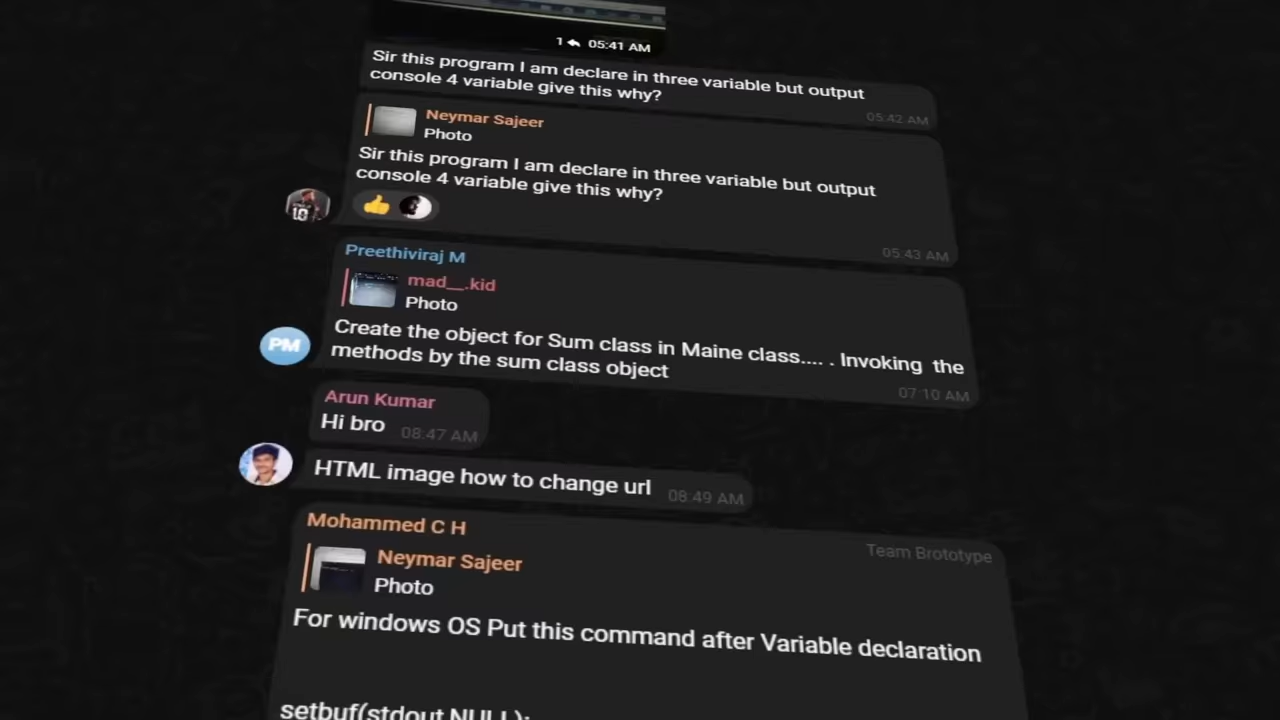 1 05:41 AM
Sir this program I am declare in three variable but output
console 4 variable give this why?
05:42 AM
Neymar Sajeer
Photo
Sir this program I am declare in three variable but output
console 4 variable give this why?
10
05:43 AM
Preethiviraj M
mad__.kid
Photo
Create the object for Sum class in Maine class.... . Invoking the
methods by the sum class object
PM
07:10 AM
Arun Kumar
Hi bro
08:47 AM
HTML image how to change url
08:49 AM
Mohammed C H
Team Brototype
Neymar Sajeer
Photo
For windows OS Put this command after Variable declaration
setbuf(stdout,NULL);